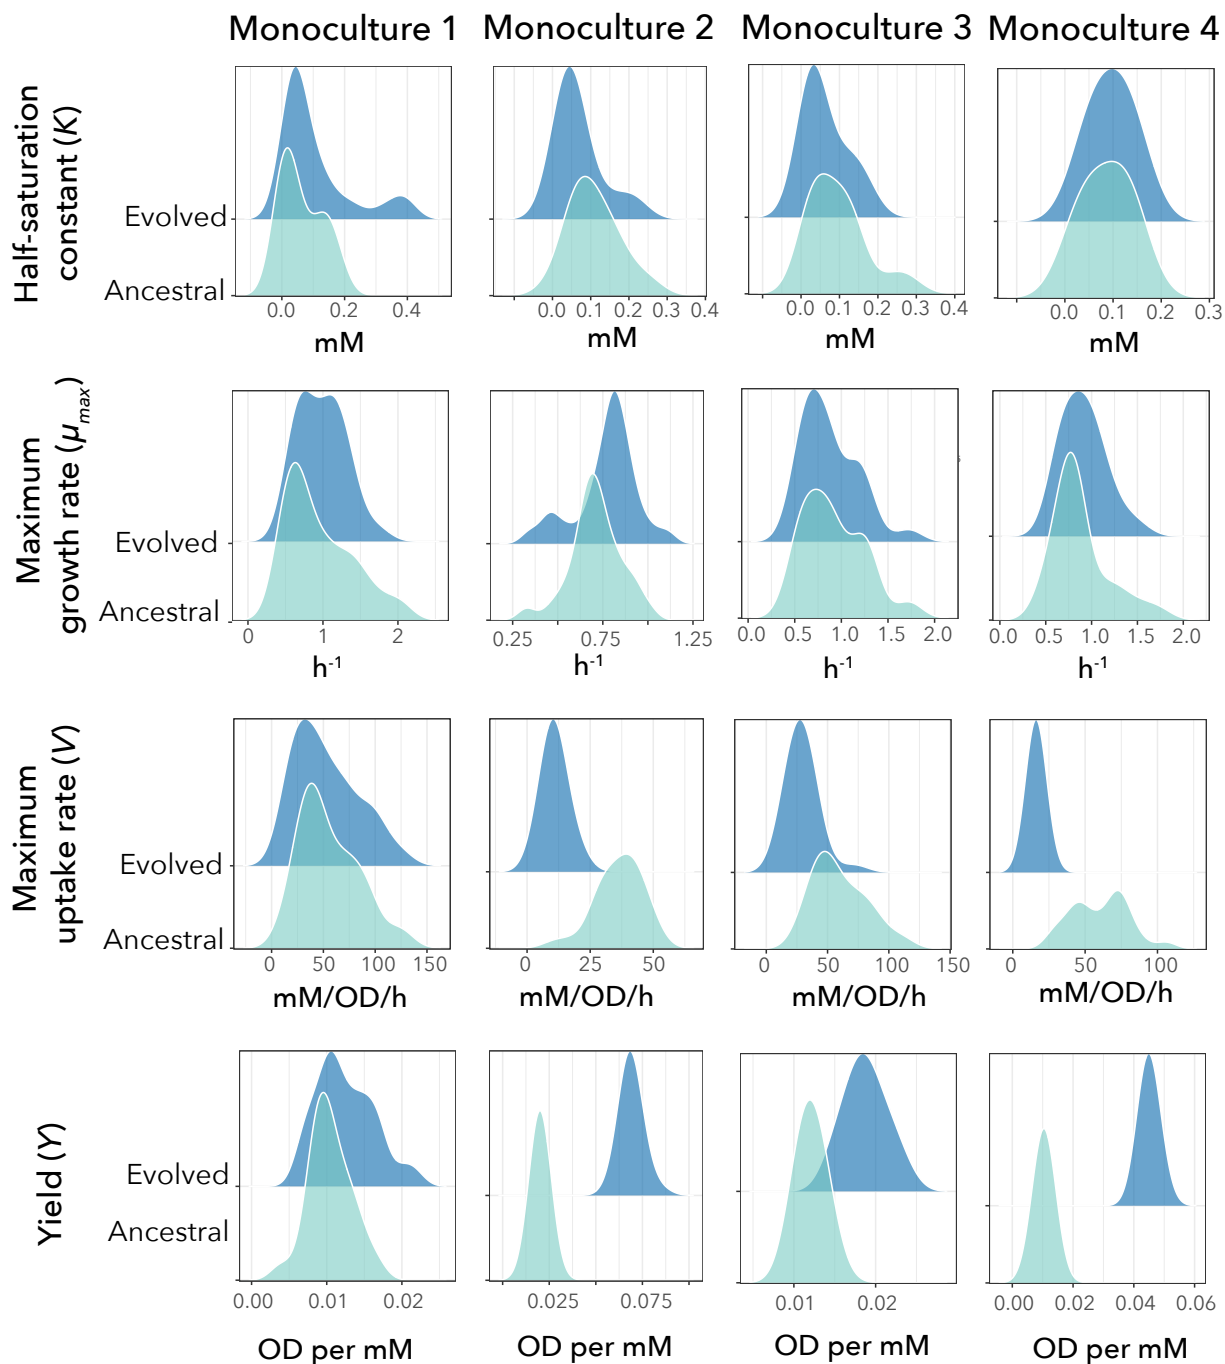 Monoculture 1 Monoculture 2 Monoculture 3 Monoculture 4
Half-saturation
constant (K)
Evolved
Ancestral
0.0 0.2 0.4
0.0 0.1 0.2 0.3 0.4
0.0 0.1 0.2 0.3 0.4
0.0 0.1 0.2 0.3
mM mM mM mM
Maximum
growth rate (μmax)
Evolved
Ancestral
0 1 2
0.25 0.75 1.25
0.0 0.5 1.0 1.5 2.0
0.0 0.5 1.0 1.5 2.0
h-1 h-1 h-1 h-1
Maximum
uptake rate (V)
Evolved
Ancestral
0 50 100 150
0 25 50
0 50 100 150
0 50 100
mM/OD/h mM/OD/h mM/OD/h mM/OD/h
Yield (Y)
Evolved
Ancestral
0.00 0.01 0.02
0.025 0.075
0.01 0.02
0.00 0.02 0.04 0.06
OD per mM OD per mM OD per mM OD per mM